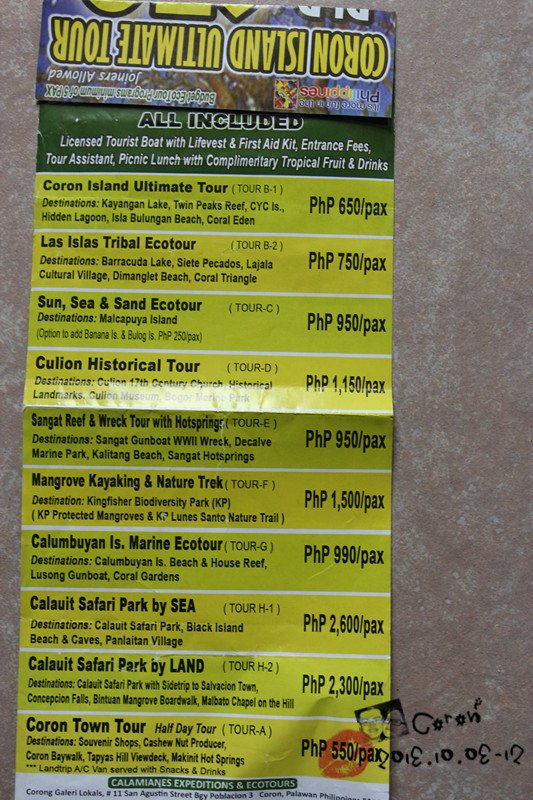 CORON ISLAND ULTIMATE TOUR
Joiners Allowed
Budget EcoTour Programs minimum of 5 PAX
it's more fun in the
Philippines
ALL INCLUDED
Licensed Tourist Boat with Lifevest & First Aid Kit, Entrance Fees,
Tour Assistant, Picnic Lunch with Complimentary Tropical Fruit & Drinks
Coron Island Ultimate Tour ( TOUR B-1 )
Destinations: Kayangan Lake, Twin Peaks Reef, CYC Is.,
Hidden Lagoon, Isla Bulungan Beach, Coral Eden
PhP 650/pax
Las Islas Tribal Ecotour (TOUR B-2 )
Destinations: Barracuda Lake, Siete Pecados, Lajala
Cultural Village, Dimanglet Beach, Coral Triangle
PhP 750/pax
Sun, Sea & Sand Ecotour (TOUR-C )
Destinations: Malcapuya Island
(Option to add Banana Is. & Bulog Is. PhP 250/pax)
PhP 950/pax
Culion Historical Tour (TOUR-D )
Destinations: Culion 17th Century Church, Historical
Landmarks, Culion Museum, Bogor Marine Park
PhP 1,150/pax
Sangat Reef & Wreck Tour with Hotsprings( TOUR-E )
Destinations: Sangat Gunboat WWII Wreck, Decalve
Marine Park, Kalitang Beach, Sangat Hotsprings
PhP 950/pax
Mangrove Kayaking & Nature Trek( TOUR-F )
Destination: Kingfisher Biodiversity Park (KP)
( KP Protected Mangroves & KP Lunes Santo Nature Trail )
PhP 1,500/pax
Calumbuyan Is. Marine Ecotour( TOUR-G )
Destinations: Calumbuyan Is. Beach & House Reef,
Lusong Gunboat, Coral Gardens
PhP 990/pax
Calauit Safari Park by SEA ( TOUR H-1 )
Destinations: Calauit Safari Park, Black Island
Beach & Caves, Panlaitan Village
PhP 2,600/pax
Calauit Safari Park by LAND ( TOUR H-2 )
Destinations: Calauit Safari Park with Sidetrip to Salvacion Town,
Concepcion Falls, Bintuan Mangrove Boardwalk, Malbato Chapel on the Hill
PhP 2,300/pax
Coron Town Tour Half Day Tour ( TOUR-A )
Destinations: Souvenir Shops, Cashew Nut Producer,
Coron Baywalk, Tapyas Hill Viewdeck, Makinit Hot Springs
*** Landtrip A/C Van served with Snacks & Drinks
PhP 550/pax
Coron
CALAMIANES EXPEDITIONS & ECOTOURS
Corong Galeri Lokals, # 11 San Agustin Street Bgy Poblacion 3 Coron, Palawan